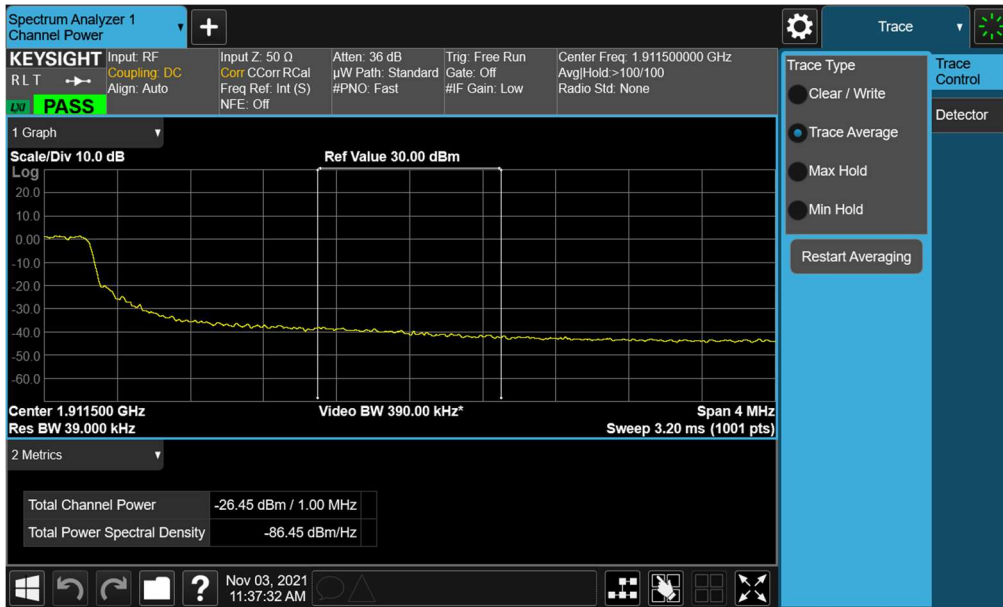 Spectrum Analyzer 1
Channel Power
Trace
KEYSIGHT
R L T
LXI PASS
Input: RF
Coupling: DC
Align: Auto
Input Z: 50 Ω
Corr CCorr RCal
Freq Ref: Int (S)
NFE: Off
Atten: 36 dB
µW Path: Standard
#PNO: Fast
Trig: Free Run
Gate: Off
#IF Gain: Low
Center Freq: 1.911500000 GHz
Avg|Hold:>100/100
Radio Std: None
Trace Type
Clear / Write
Trace Average
Max Hold
Min Hold
Restart Averaging
Trace
Control
Detector
1 Graph
Scale/Div 10.0 dB
Ref Value 30.00 dBm
Log
20.0
10.0
0.00
-10.0
-20.0
-30.0
-40.0
-50.0
-60.0
Center 1.911500 GHz
Video BW 390.00 kHz*
Span 4 MHz
Res BW 39.000 kHz
Sweep 3.20 ms (1001 pts)
2 Metrics
Total Channel Power -26.45 dBm / 1.00 MHz
Total Power Spectral Density -86.45 dBm/Hz
?
Nov 03, 2021
11:37:32 AM